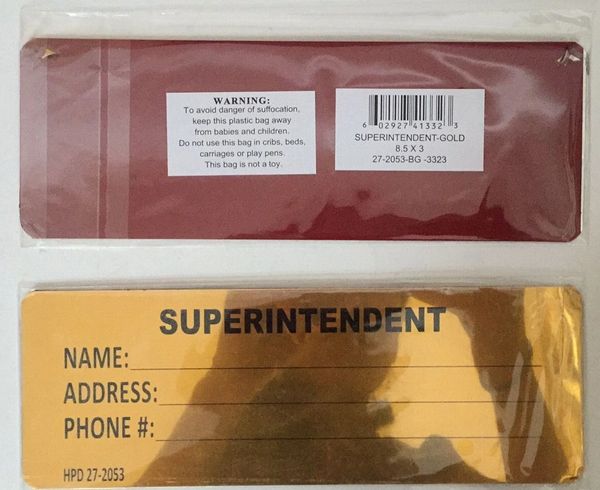 WARNING:
To avoid danger of suffocation,
keep this plastic bag away
from babies and children.
Do not use this bag in cribs, beds,
carriages or play pens.
This bag is not a toy.
6 02927 41332 3
SUPERINTENDENT-GOLD
8.5 X 3
27-2053-BG -3323
SUPERINTENDENT
NAME:
ADDRESS:
PHONE #:
HPD 27-2053